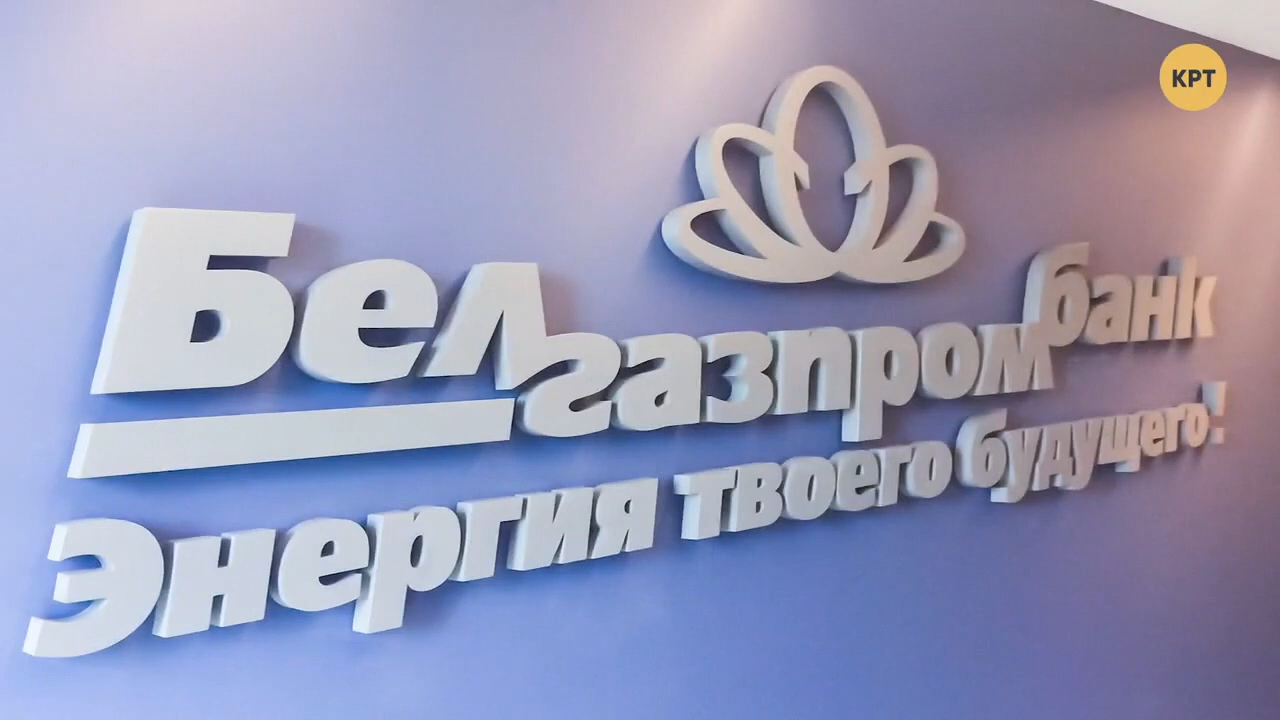 КРТ
Белгазпромбанк
Энергия твоего будущего!